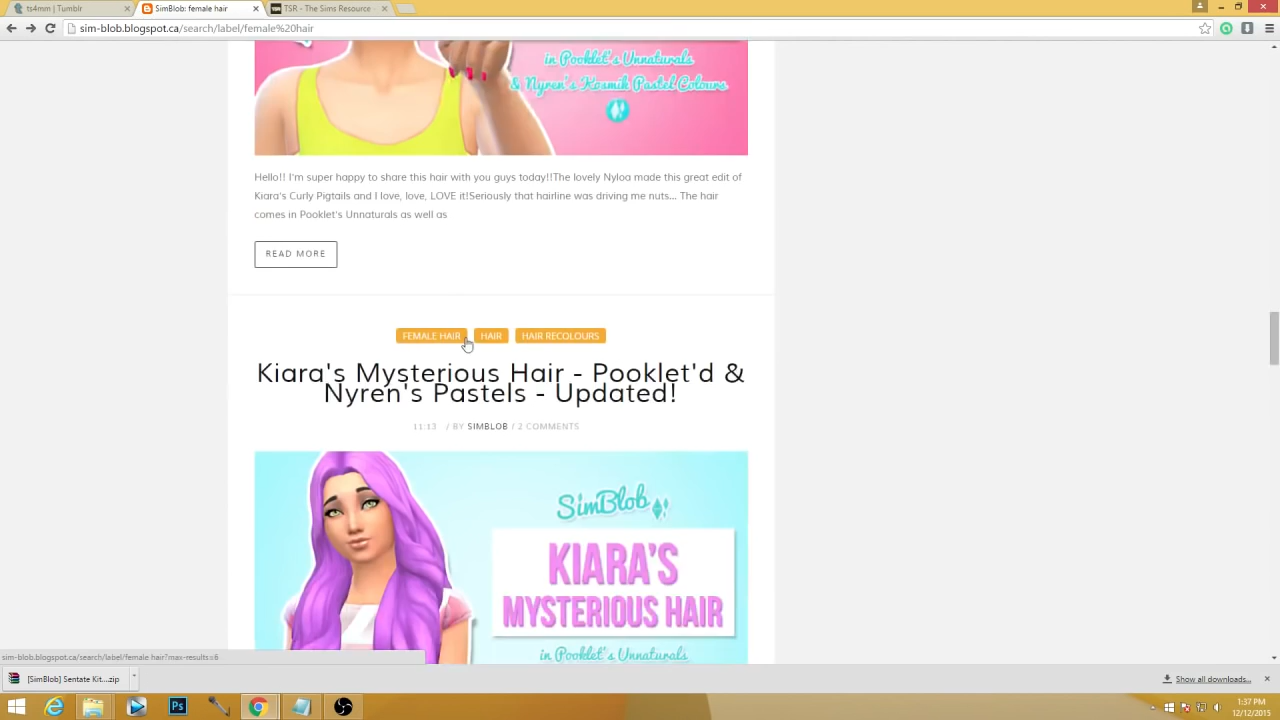 ts4mm | Tumblr
SimBlob: female hair
TSR - The Sims Resource -
sim-blob.blogspot.ca/search/label/female%20hair
in Pooklet's Unnaturals
& Nyren's Kosmik Pastel Colours
Hello!! I'm super happy to share this hair with you guys today!!The lovely Nyloa made this great edit of
Kiara's Curly Pigtails and I love, love, LOVE it!Seriously that hairline was driving me nuts... The hair
comes in Pooklet's Unnaturals as well as
READ MORE
FEMALE HAIR
HAIR
HAIR RECOLOURS
Kiara's Mysterious Hair - Pooklet'd &
Nyren's Pastels - Updated!
11:13 / BY SIMBLOB / 2 COMMENTS
SimBlob
KIARA'S
MYSTERIOUS HAIR
in Pooklet's Unnaturals
sim-blob.blogspot.ca/search/label/female hair?max-results=6
[SimBlob] Sentate Kit....zip
Show all downloads...
Ps
1:37 PM
12/12/2015